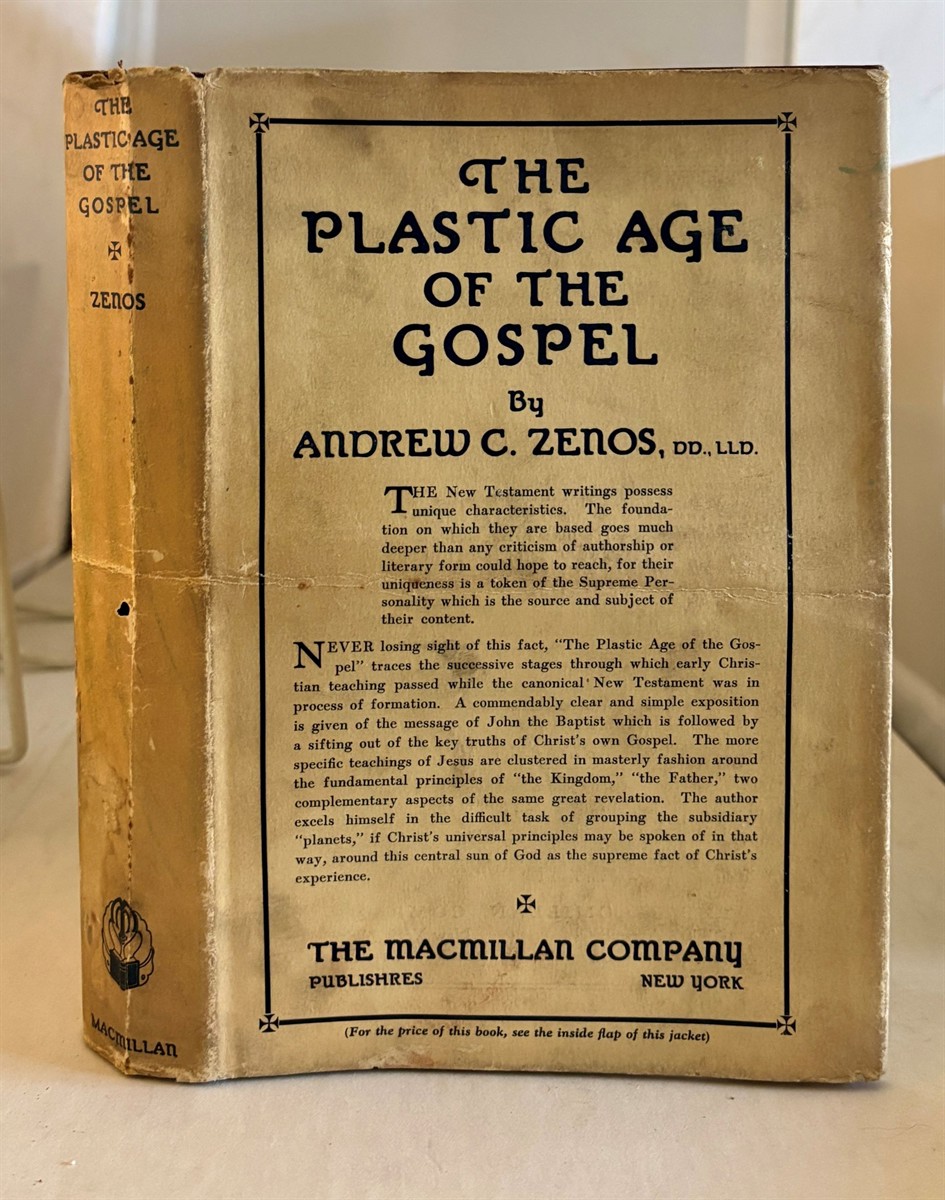 THE
PLASTIC AGE
OF THE
GOSPEL
ZENOS
MACMILLAN
THE
PLASTIC AGE
OF THE
GOSPEL
By
ANDREW C. ZENOS, DD., LLD.
THE New Testament writings possess
unique characteristics. The founda-
tion on which they are based goes much
deeper than any criticism of authorship or
literary form could hope to reach, for their
uniqueness is a token of the Supreme Per-
sonality which is the source and subject of
their content.
NEVER losing sight of this fact, "The Plastic Age of the Gos-
pel" traces the successive stages through which early Chris-
tian teaching passed while the canonical New Testament was in
process of formation. A commendably clear and simple exposition
is given of the message of John the Baptist which is followed by
a sifting out of the key truths of Christ's own Gospel. The more
specific teachings of Jesus are clustered in masterly fashion around
the fundamental principles of "the Kingdom," "the Father," two
complementary aspects of the same great revelation. The author
excels himself in the difficult task of grouping the subsidiary
"planets," if Christ's universal principles may be spoken of in that
way, around this central sun of God as the supreme fact of Christ's
experience.
THE MACMILLAN COMPANY
PUBLISHRES NEW YORK
(For the price of this book, see the inside flap of this jacket)